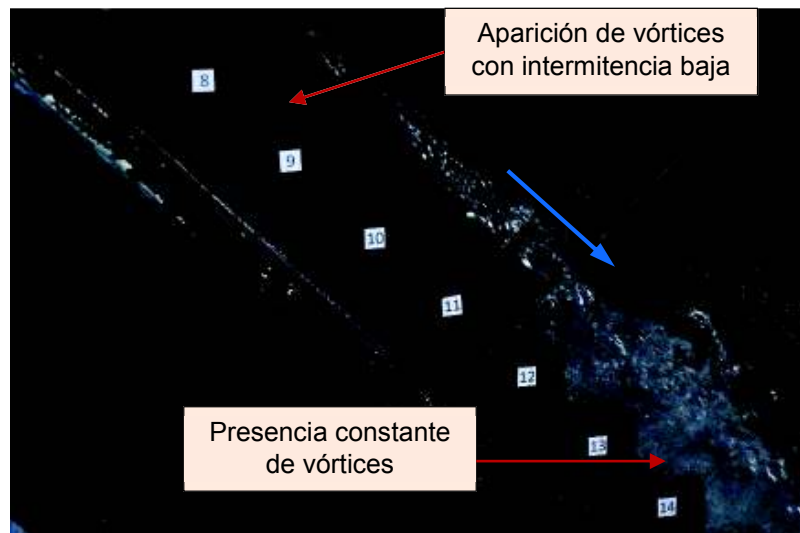 Aparición de vórtices
con intermitencia baja
8
9
10
11
12
13
14
Presencia constante
de vórtices